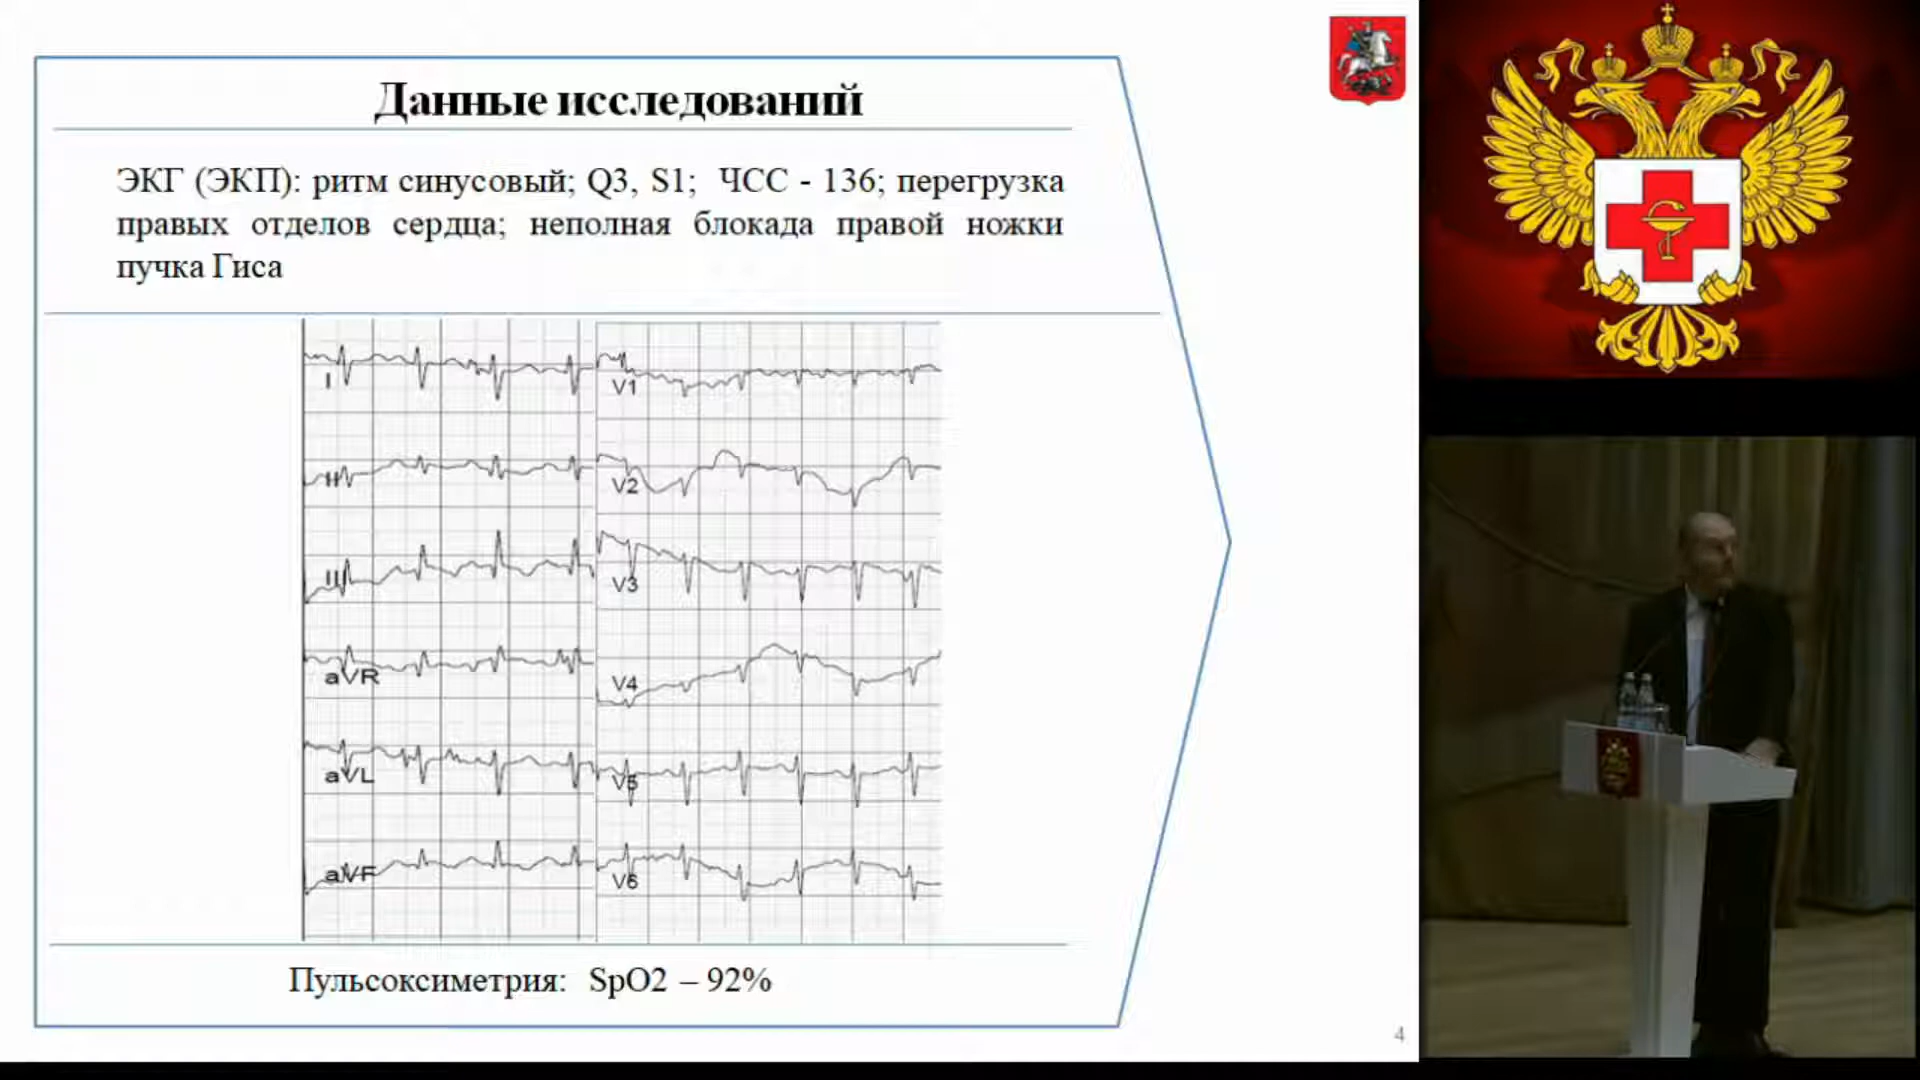 Данные исследований
ЭКГ (ЭКП): ритм синусовый; Q3, S1; ЧСС - 136; перегрузка
правых отделов сердца; неполная блокада правой ножки
пучка Гиса
I
V1
II
V2
III
V3
aVR
V4
aVL
V5
aVF
V6
Пульсоксиметрия: SpO2 – 92%
4